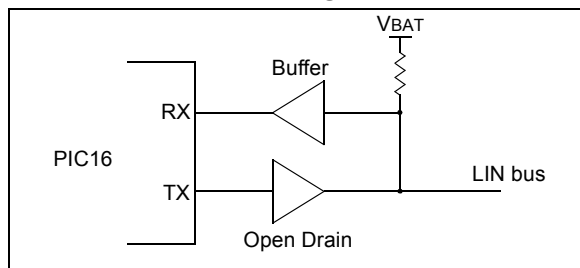 VBAT
Buffer
RX
PIC16
LIN bus
TX
Open Drain